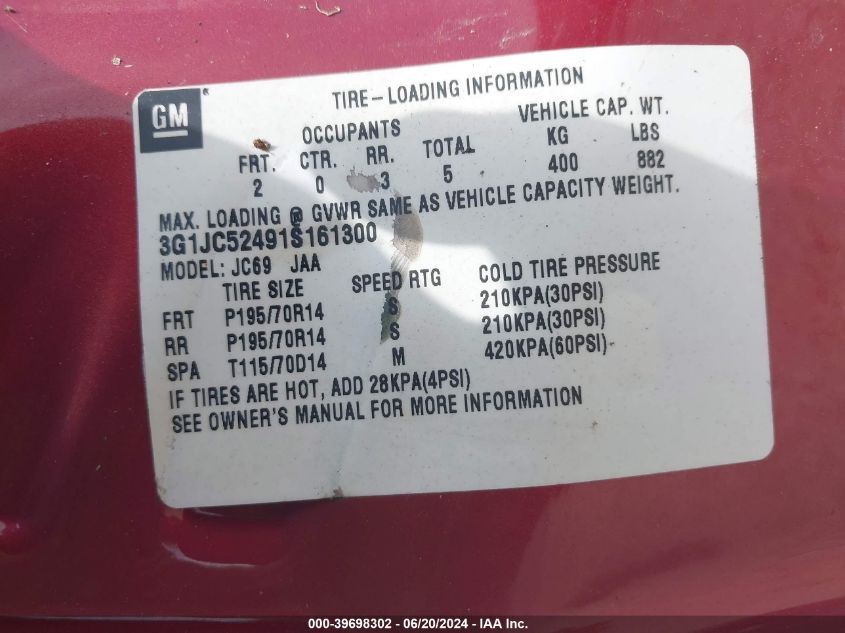 GM
TIRE-LOADING INFORMATION
OCCUPANTS VEHICLE CAP. WT.
FRT. CTR. RR. TOTAL KG LBS
2 0 3 5 400 882
MAX. LOADING @ GVWR SAME AS VEHICLE CAPACITY WEIGHT.
3G1JC52491S161300
MODEL: JC69 JAA
TIRE SIZE SPEED RTG COLD TIRE PRESSURE
FRT P195/70R14 S 210KPA(30PSI)
RR P195/70R14 S 210KPA(30PSI)
SPA T115/70D14 M 420KPA(60PSI)
IF TIRES ARE HOT, ADD 28KPA(4PSI)
SEE OWNER'S MANUAL FOR MORE INFORMATION
000-39698302 - 06/20/2024 - IAA Inc.